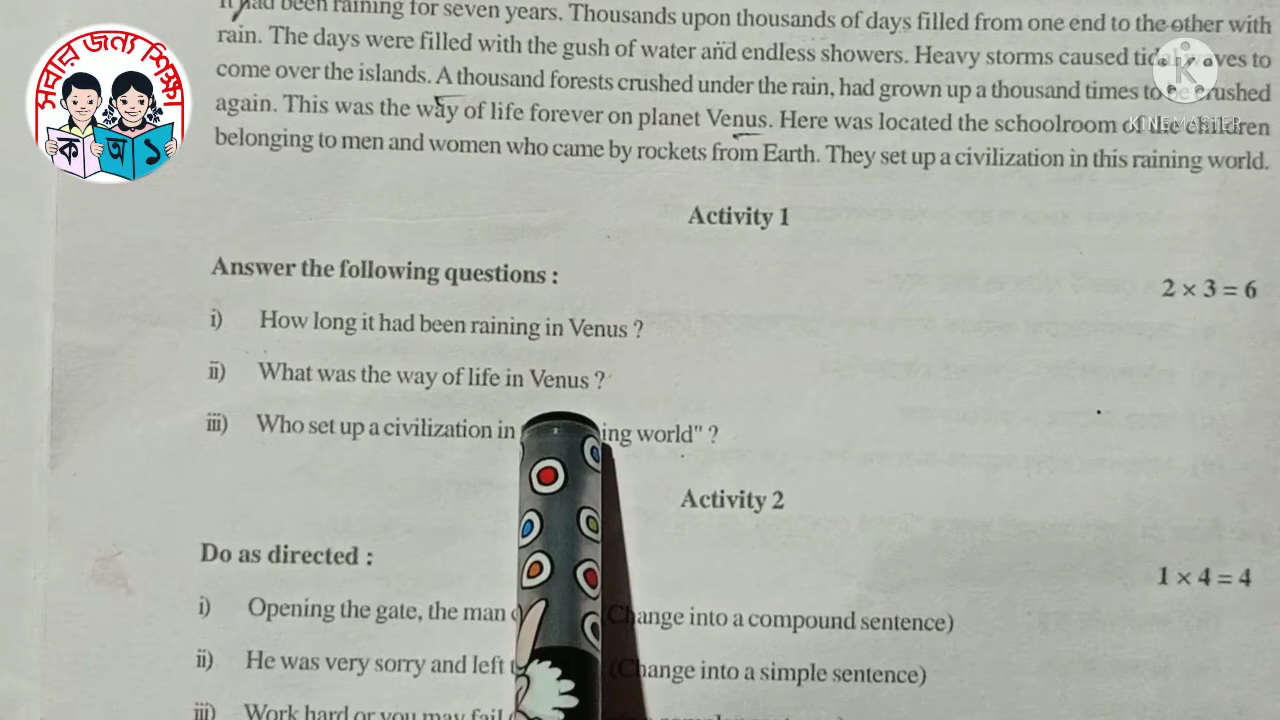 It had been raining for seven years. Thousands upon thousands of days filled from one end to the other with
rain. The days were filled with the gush of water and endless showers. Heavy storms caused tidal waves to
come over the islands. A thousand forests crushed under the rain, had grown up a thousand times to be crushed
again. This was the way of life forever on planet Venus. Here was located the schoolroom of the children
belonging to men and women who came by rockets from Earth. They set up a civilization in this raining world.
সবার জন্য শিক্ষা
ক অ ১
K
KINEMASTER
Activity 1
Answer the following questions :
2 × 3 = 6
i) How long it had been raining in Venus ?
ii) What was the way of life in Venus ?
iii) Who set up a civilization in ing world" ?
Activity 2
Do as directed :
1 × 4 = 4
i) Opening the gate, the man (Change into a compound sentence)
ii) He was very sorry and left (Change into a simple sentence)
iii) Work hard or you may fail